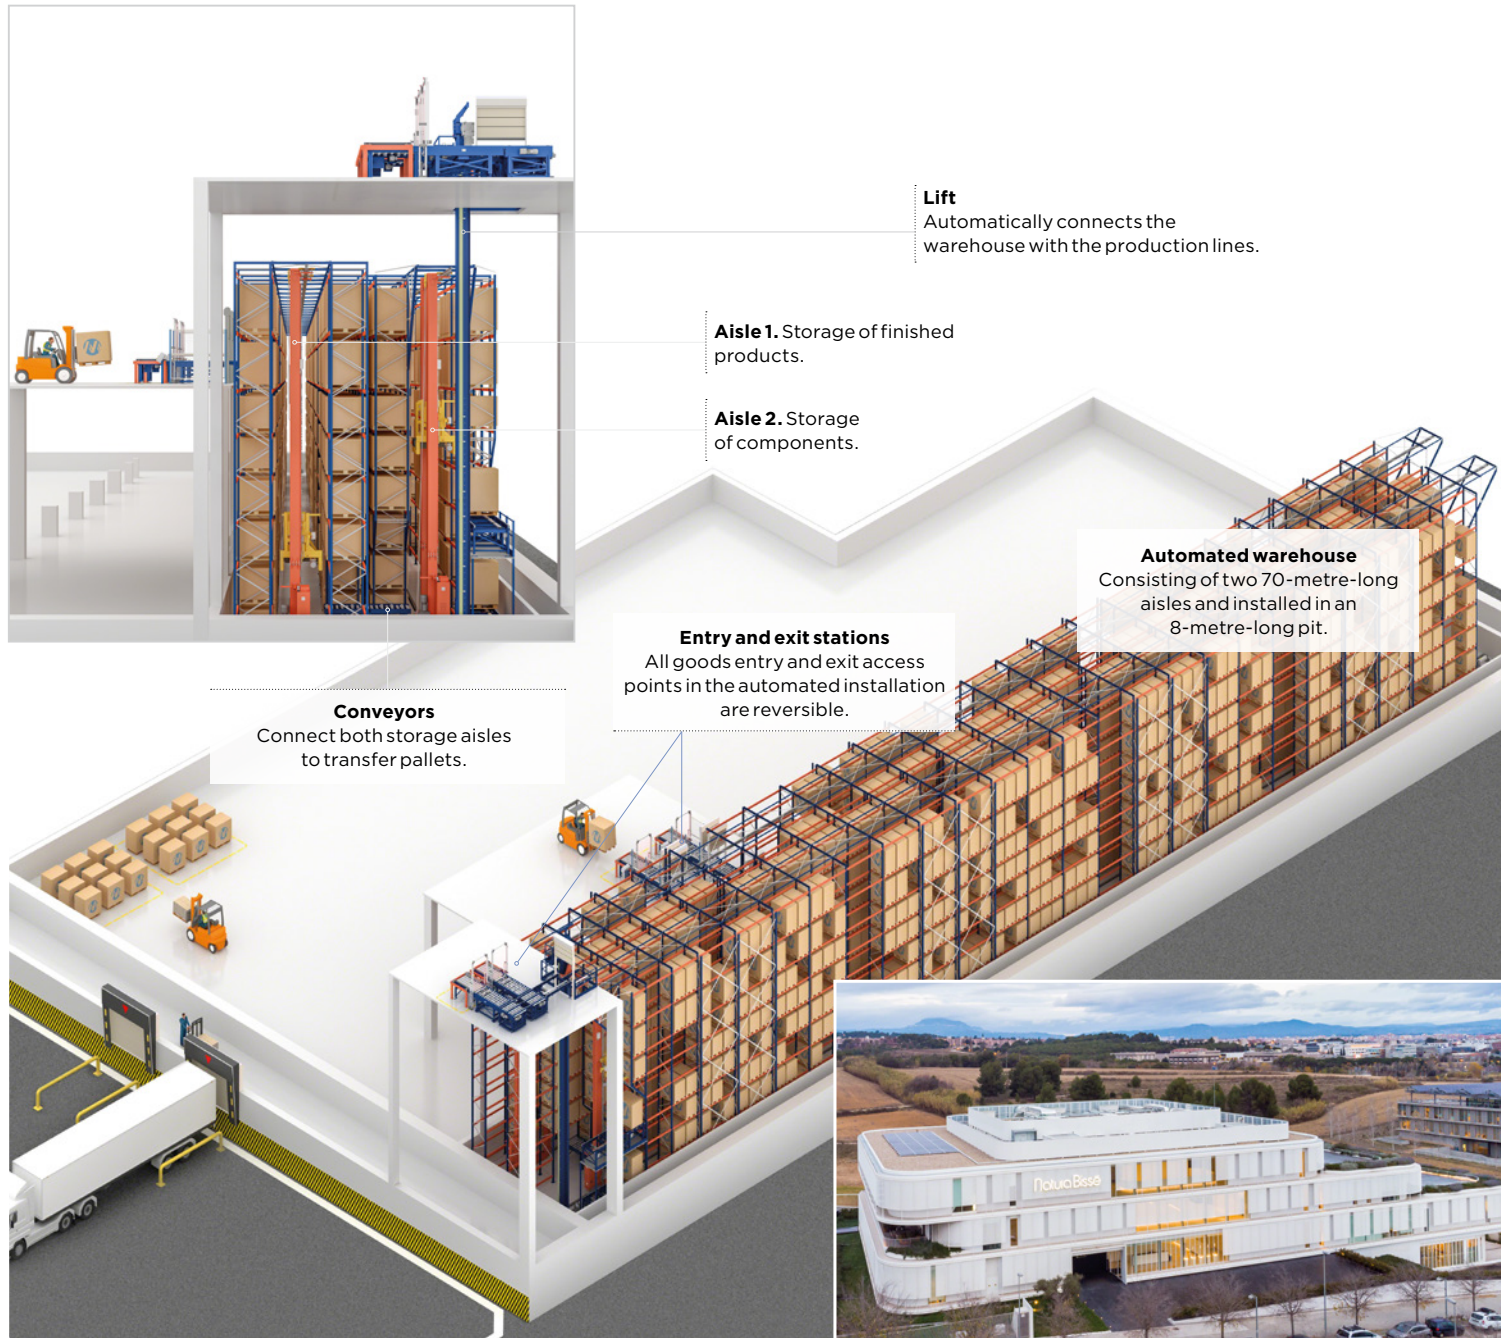 Lift
Automatically connects the
warehouse with the production lines.
Aisle 1. Storage of finished
products.
Aisle 2. Storage
of components.
Automated warehouse
Consisting of two 70-metre-long
aisles and installed in an
8-metre-long pit.
Entry and exit stations
All goods entry and exit access
points in the automated installation
are reversible.
Conveyors
Connect both storage aisles
to transfer pallets.
Natura Bissé